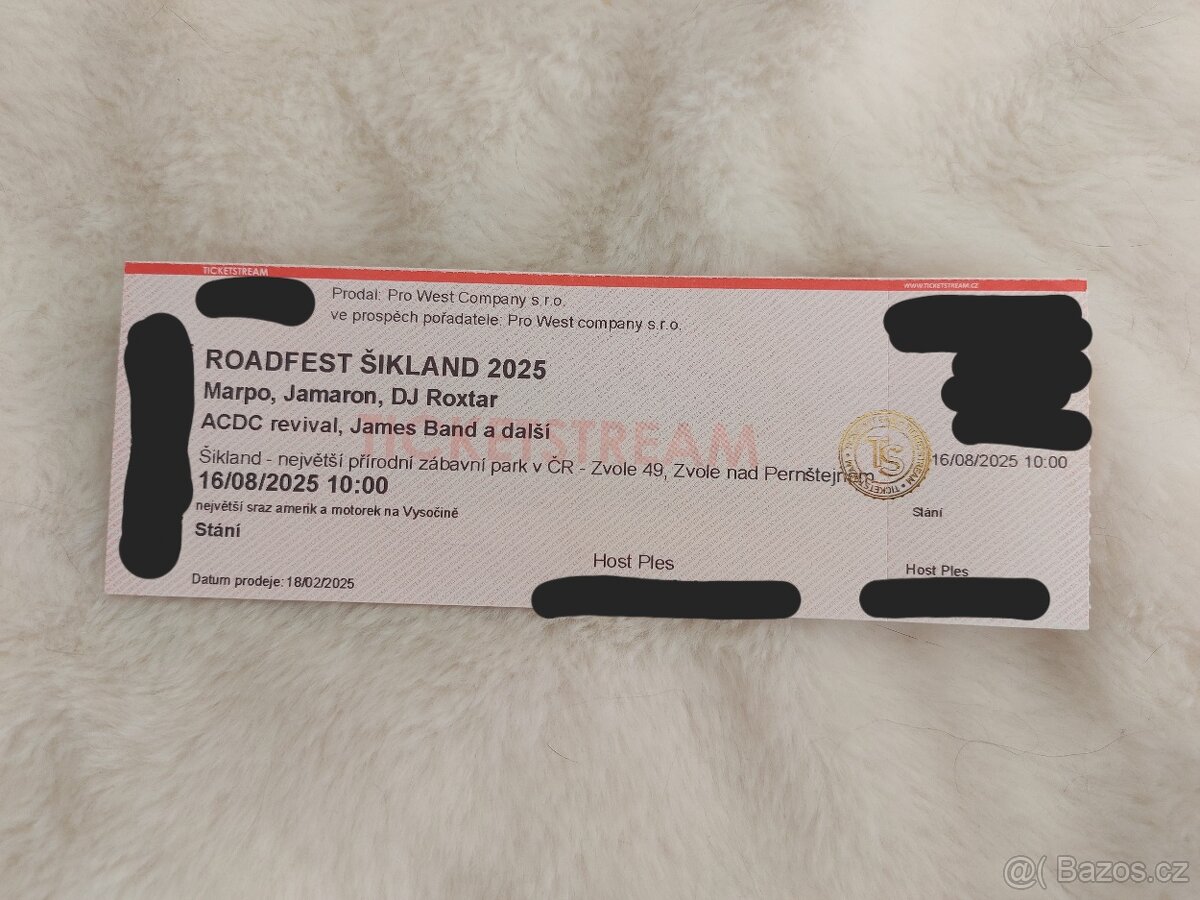 TICKETSTREAM
WWW.TICKETSTREAM.CZ
Prodal: Pro West Company s.r.o.
ve prospěch pořadatele: Pro West company s.r.o.
ROADFEST ŠIKLAND 2025
Marpo, Jamaron, DJ Roxtar
ACDC revival, James Band a další
TICKETSTREAM
Šikland - největší přírodní zábavní park v ČR - Zvole 49, Zvole nad Pernštejnem
16/08/2025 10:00
největší sraz amerik a motorek na Vysočině
Stání
Host Ples
Datum prodeje: 18/02/2025
TS
TICKETSTREAM
16/08/2025 10:00
Stání
Host Ples
@( Bazos.cz